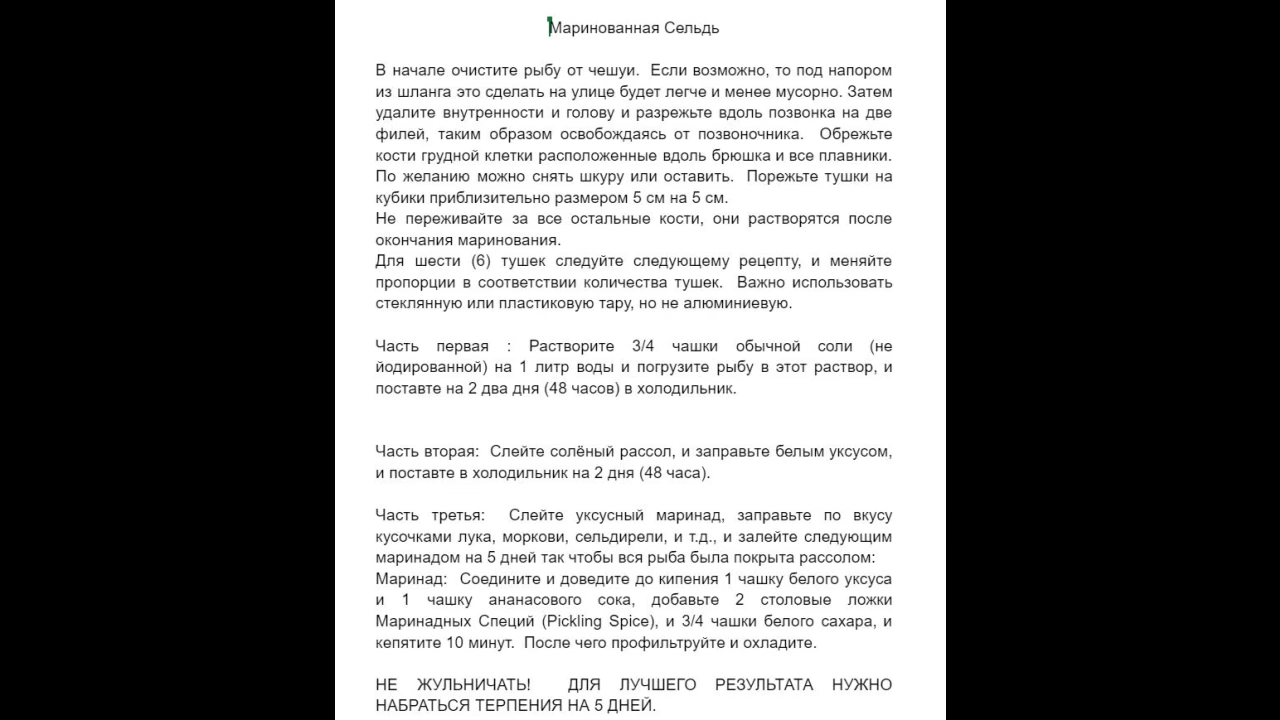 Маринованная Сельдь
В начале очистите рыбу от чешуи.  Если возможно, то под напором
из шланга это сделать на улице будет легче и менее мусорно. Затем
удалите внутренности и голову и разрежьте вдоль позвонка на две
филей, таким образом освобождаясь от позвоночника.  Обрежьте
кости грудной клетки расположенные вдоль брюшка и все плавники.
По желанию можно снять шкуру или оставить.  Порежьте тушки на
кубики приблизительно размером 5 см на 5 см.
Не переживайте за все остальные кости, они растворятся после
окончания маринования.
Для шести (6) тушек следуйте следующему рецепту, и меняйте
пропорции в соответствии количества тушек.  Важно использовать
стеклянную или пластиковую тару, но не алюминиевую.
Часть первая : Растворите 3/4 чашки обычной соли (не
йодированной) на 1 литр воды и погрузите рыбу в этот раствор, и
поставте на 2 два дня (48 часов) в холодильник.
Часть вторая:  Слейте солёный рассол, и заправьте белым уксусом,
и поставте в холодильник на 2 дня (48 часа).
Часть третья:  Слейте уксусный маринад, заправьте по вкусу
кусочками лука, моркови, сельдирели, и т.д., и залейте следующим
маринадом на 5 дней так чтобы вся рыба была покрыта рассолом:
Маринад:  Соедините и доведите до кипения 1 чашку белого уксуса
и 1 чашку ананасового сока, добавьте 2 столовые ложки
Маринадных Специй (Pickling Spice), и 3/4 чашки белого сахара, и
кепятите 10 минут.  После чего профильтруйте и охладите.
НЕ ЖУЛЬНИЧАТЬ!  ДЛЯ ЛУЧШЕГО РЕЗУЛЬТАТА НУЖНО
НАБРАТЬСЯ ТЕРПЕНИЯ НА 5 ДНЕЙ.